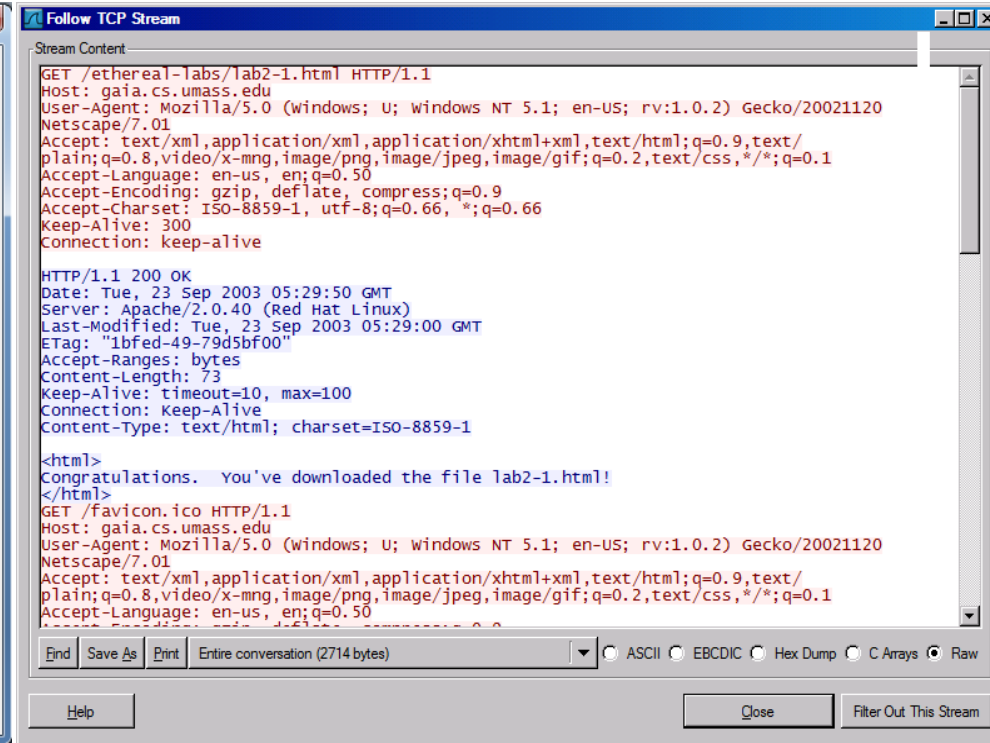 Follow TCP Stream
Stream Content
GET /ethereal-labs/lab2-1.html HTTP/1.1
Host: gaia.cs.umass.edu
User-Agent: Mozilla/5.0 (Windows; U; Windows NT 5.1; en-US; rv:1.0.2) Gecko/20021120
Netscape/7.01
Accept: text/xml,application/xml,application/xhtml+xml,text/html;q=0.9,text/
plain;q=0.8,video/x-mng,image/png,image/jpeg,image/gif;q=0.2,text/css,*/*;q=0.1
Accept-Language: en-us, en;q=0.50
Accept-Encoding: gzip, deflate, compress;q=0.9
Accept-Charset: ISO-8859-1, utf-8;q=0.66, *;q=0.66
Keep-Alive: 300
Connection: keep-alive
HTTP/1.1 200 OK
Date: Tue, 23 Sep 2003 05:29:50 GMT
Server: Apache/2.0.40 (Red Hat Linux)
Last-Modified: Tue, 23 Sep 2003 05:29:00 GMT
ETag: "1bfed-49-79d5bf00"
Accept-Ranges: bytes
Content-Length: 73
Keep-Alive: timeout=10, max=100
Connection: Keep-Alive
Content-Type: text/html; charset=ISO-8859-1
<html>
Congratulations.  You've downloaded the file lab2-1.html!
</html>
GET /favicon.ico HTTP/1.1
Host: gaia.cs.umass.edu
User-Agent: Mozilla/5.0 (Windows; U; Windows NT 5.1; en-US; rv:1.0.2) Gecko/20021120
Netscape/7.01
Accept: text/xml,application/xml,application/xhtml+xml,text/html;q=0.9,text/
plain;q=0.8,video/x-mng,image/png,image/jpeg,image/gif;q=0.2,text/css,*/*;q=0.1
Accept-Language: en-us, en;q=0.50
Find Save As Print Entire conversation (2714 bytes) ASCII EBCDIC Hex Dump C Arrays Raw
Help Close Filter Out This Stream